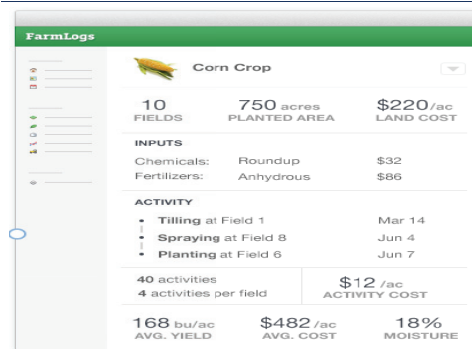 FarmLogs
Corn Crop
10 750 acres $220/ac
FIELDS PLANTED AREA LAND COST
INPUTS
Chemicals: Roundup $32
Fertilizers: Anhydrous $86
ACTIVITY
• Tilling at Field 1 Mar 14
• Spraying at Field 8 Jun 4
• Planting at Field 6 Jun 7
40 activities $12 /ac
4 activities per field ACTIVITY COST
168 bu/ac $482 /ac 18%
AVG. YIELD AVG. COST MOISTURE